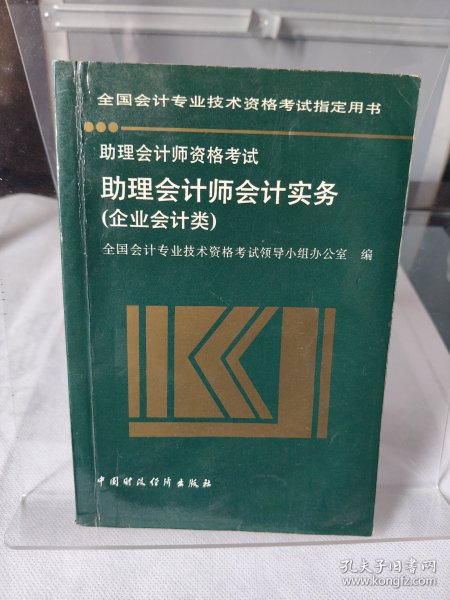 全国会计专业技术资格考试指定用书
助理会计师资格考试
助理会计师会计实务
(企业会计类)
全国会计专业技术资格考试领导小组办公室 编
中国财政经济出版社
孔夫子旧书网
www.kongfz.com